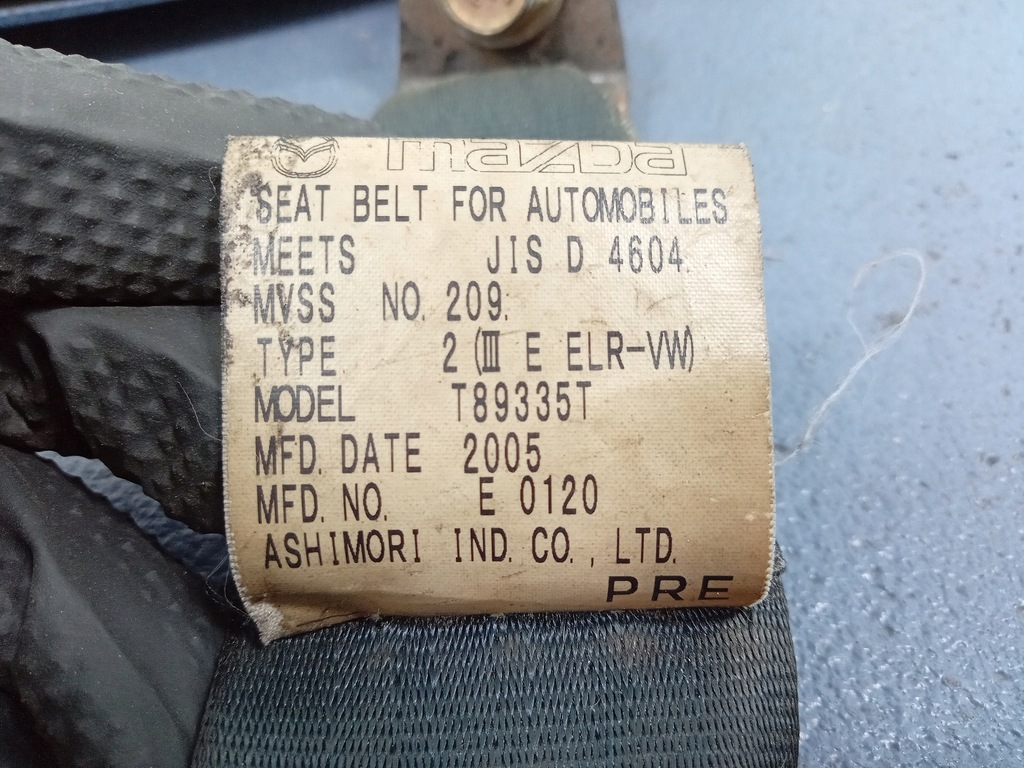 mazda
SEAT BELT FOR AUTOMOBILES
MEETS JIS D 4604.
MVSS NO. 209.
TYPE 2 (Ⅲ E ELR-VW)
MODEL T89335T
MFD. DATE 2005
MFD. NO. E 0120
ASHIMORI IND. CO., LTD.
PRE